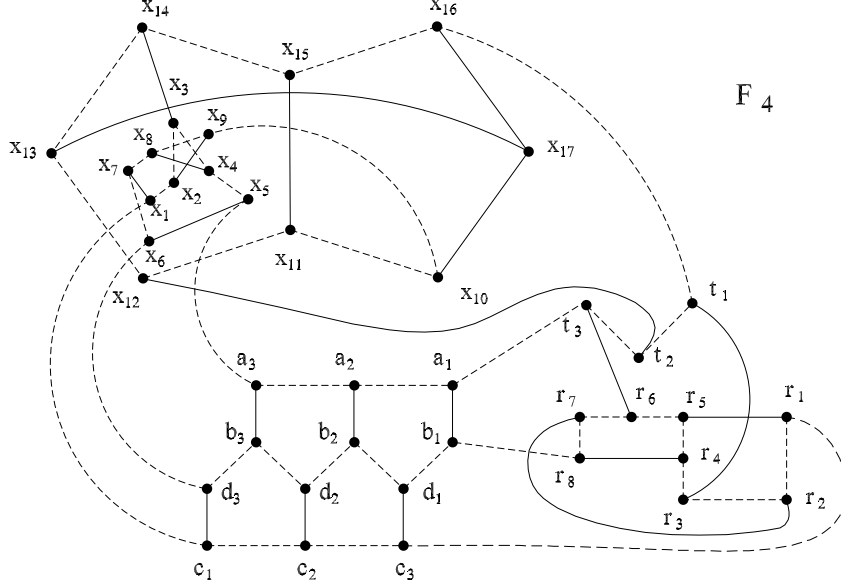 x14 x16
x15
x3
F4
x8 x9
x13 x17
x7 x4
x2 x5
x1
x6 x11
x12 x10 t1
t3
t2
a3 a2 a1
r7 r6 r5 r1
b3 b2 b1
r8 r4
d3 d2 d1 r2
r3
c1 c2 c3